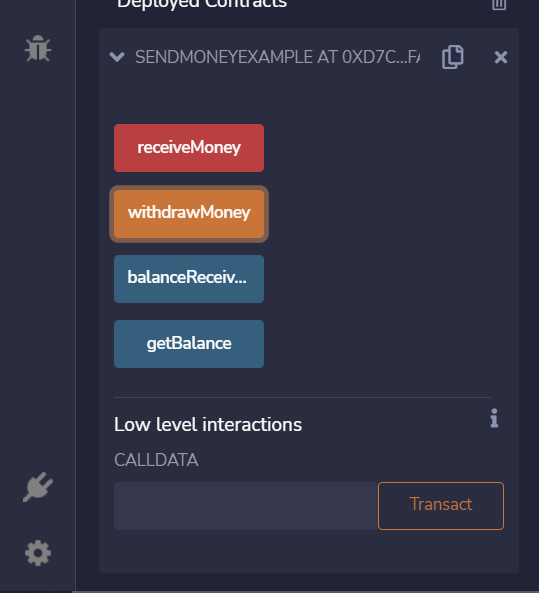 Deployed Contracts
SENDMONEYEXAMPLE AT 0XD7C...FA
receiveMoney
withdrawMoney
balanceReceiv...
getBalance
Low level interactions
CALLDATA
Transact